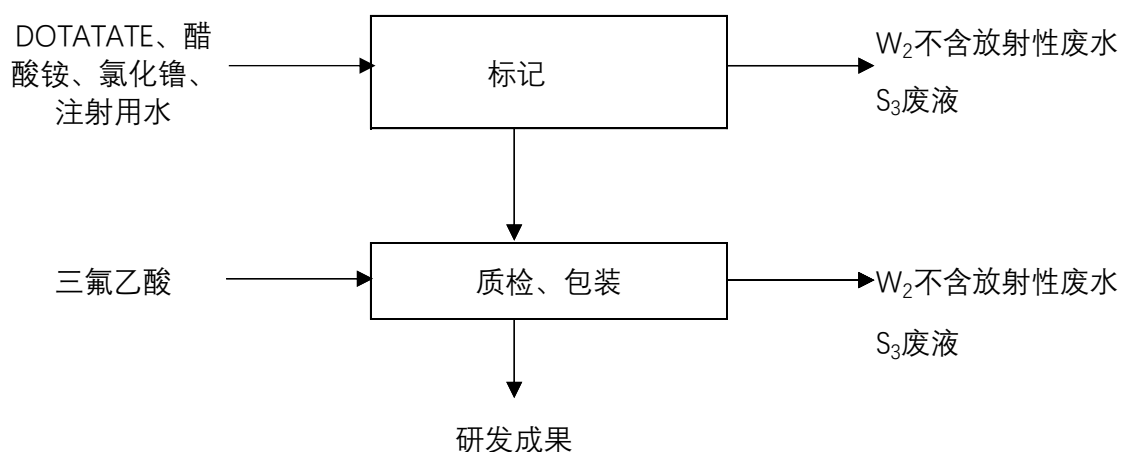 DOTATATE、醋
酸铵、氯化镥、
注射用水
标记
W₂不含放射性废水
S₃废液
三氟乙酸
质检、包装
W₂不含放射性废水
S₃废液
研发成果